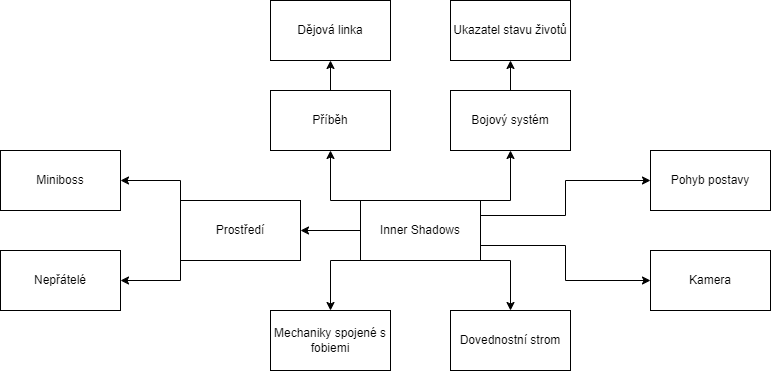 Dějová linka
Ukazatel stavu životů
Příběh
Bojový systém
Miniboss
Pohyb postavy
Prostředí
Inner Shadows
Nepřátelé
Kamera
Mechaniky spojené s
fobiemi
Dovednostní strom